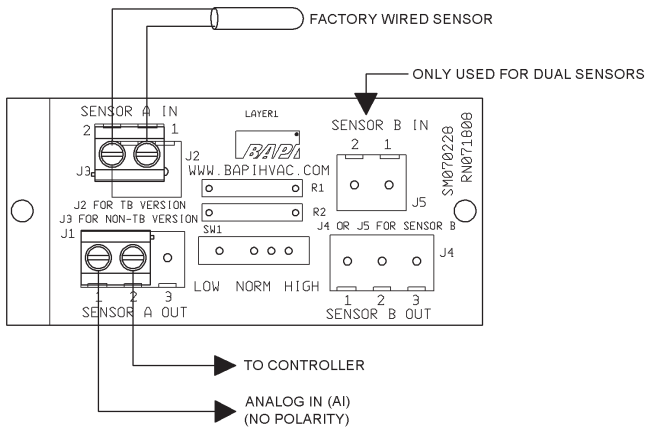 FACTORY WIRED SENSOR
ONLY USED FOR DUAL SENSORS
SENSOR A IN
LAYER1
SENSOR B IN
2 1
2 1
BAPI
J2
J3
WWW.BAPIHVAC.COM
SM070228
RN071808
R1
J5
J2 FOR TB VERSION
J3 FOR NON-TB VERSION
R2
J4 OR J5 FOR SENSOR B
J1
SW1
J4
LOW NORM HIGH
1 2 3
1 2 3
SENSOR A OUT
SENSOR B OUT
TO CONTROLLER
ANALOG IN (AI)
(NO POLARITY)